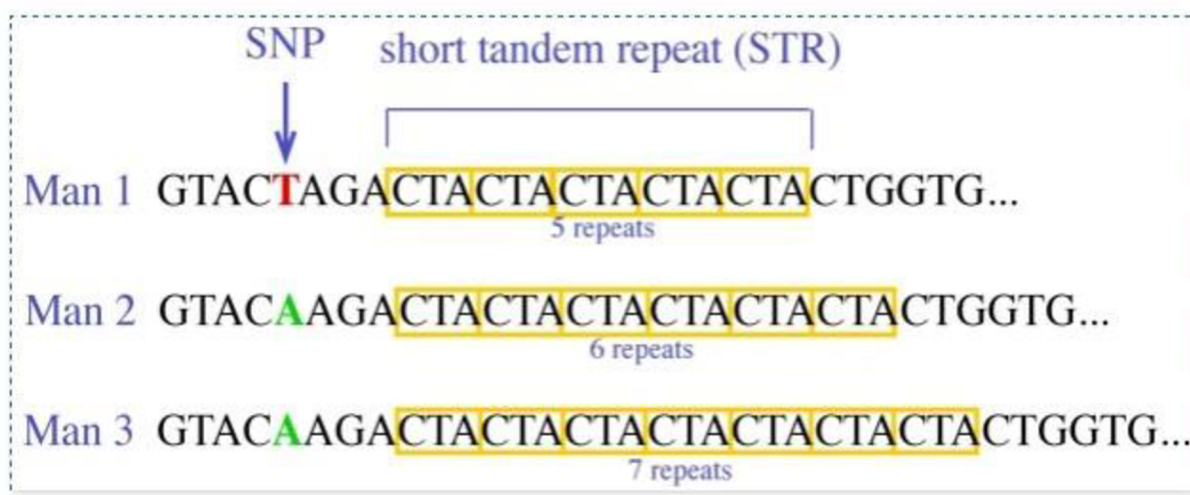 SNP short tandem repeat (STR)
Man 1 GTACTAGACTACTACTACTACTACTGGTG...
5 repeats
Man 2 GTACAAGACTACTACTACTACTACTACTGGTG...
6 repeats
Man 3 GTACAAGACTACTACTACTACTACTACTACTGGTG...
7 repeats